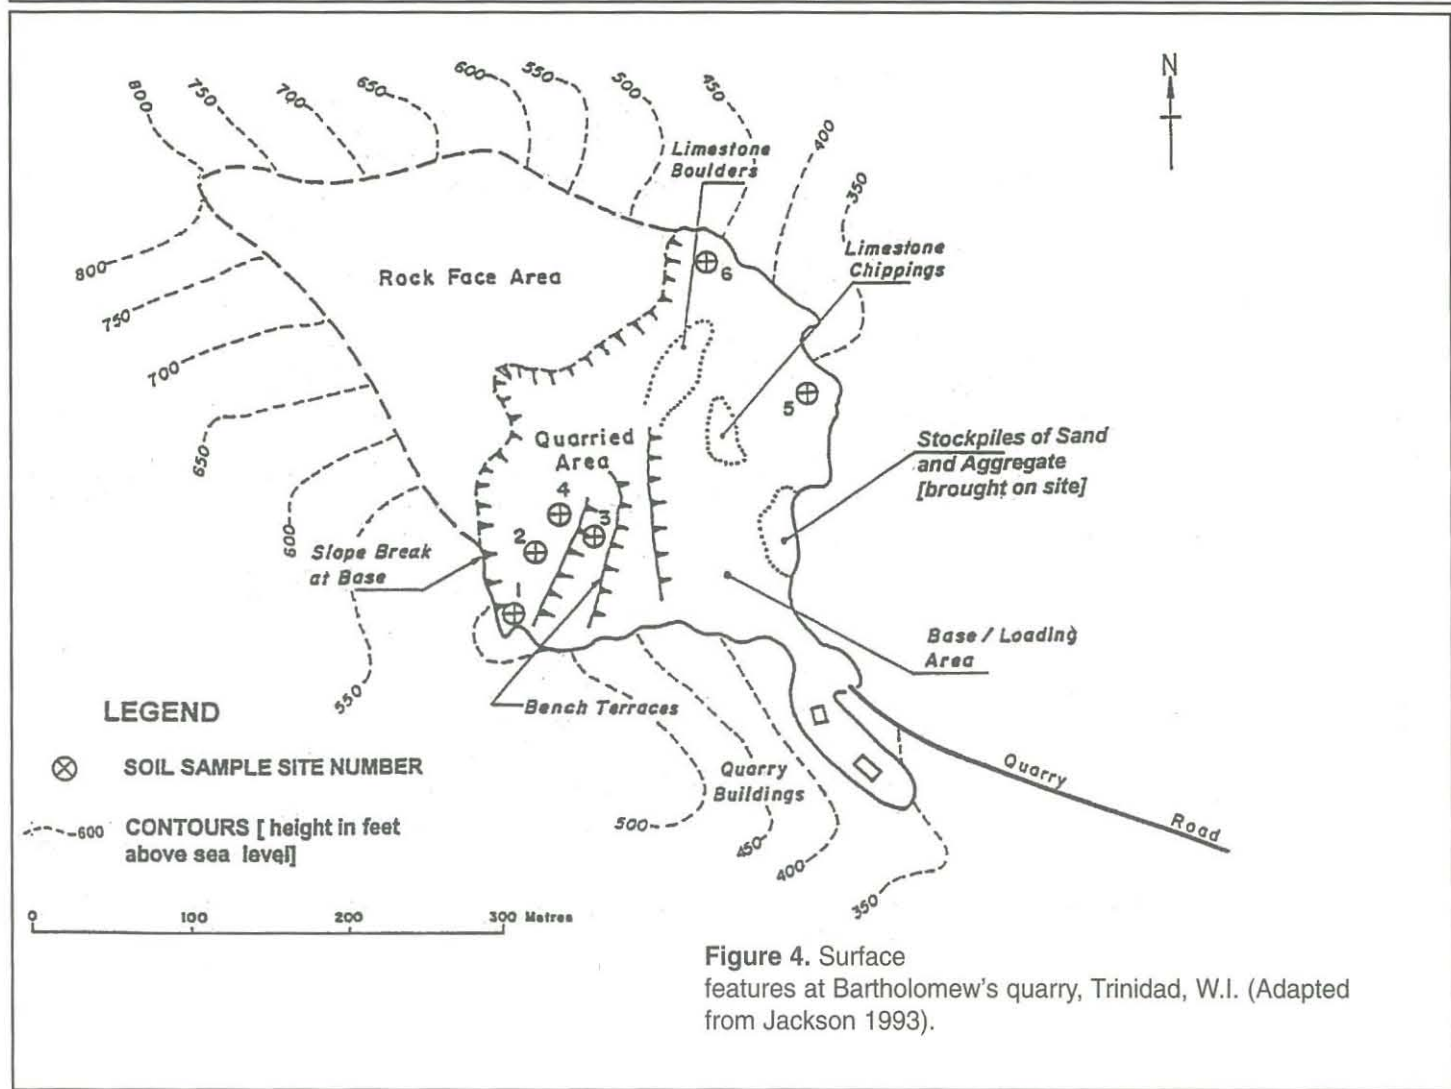 800
750
700
650
600
550
500
450
400
350
N
Limestone
Boulders
Limestone
Chippings
Rock Face Area
800
750
700
650
600
550
6
5
Quarried
Area
4
3
2
1
Stockpiles of Sand
and Aggregate
[brought on site]
Slope Break
at Base
Base / Loading
Area
Bench Terraces
Quarry
Buildings
500
450
400
350
Quarry Road
LEGEND
SOIL SAMPLE SITE NUMBER
600 CONTOURS [ height in feet
above sea level]
0 100 200 300 Metres
Figure 4. Surface
features at Bartholomew's quarry, Trinidad, W.I. (Adapted
from Jackson 1993).